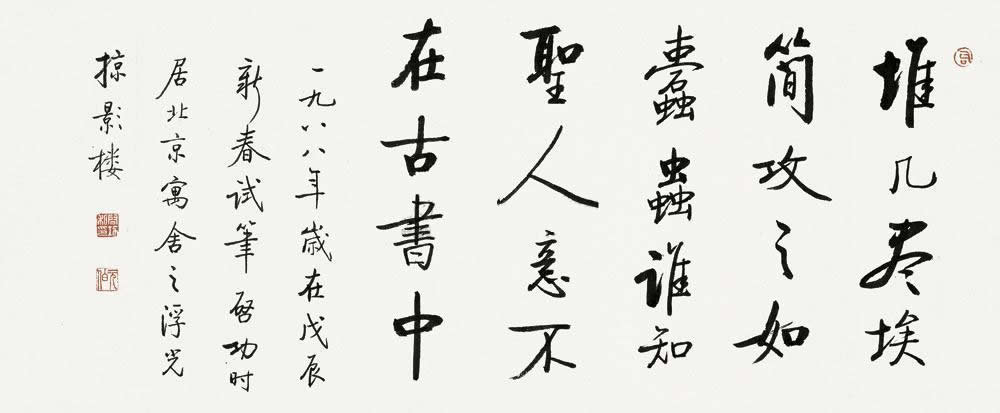 堆几尽埃
简攻之如
蠹蟲谁知
聖人意不
在古書中
一九八八年歲在戊辰
新春试筆启功时
居北京寓舍之浮光
掠影楼